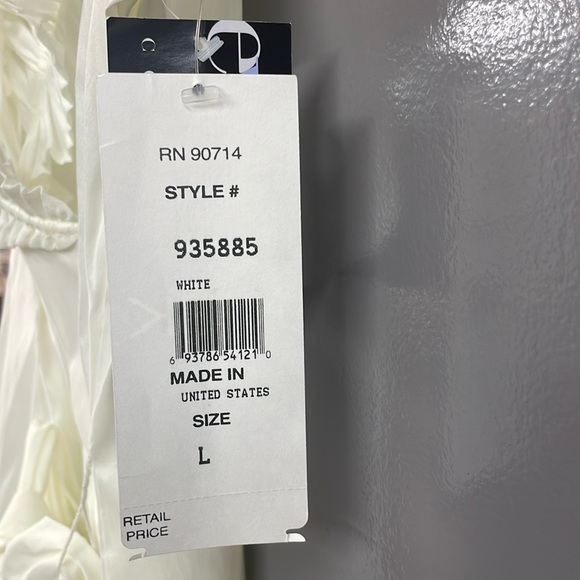 RN 90714
STYLE #
935885
WHITE
6 93786 54121 0
MADE IN
UNITED STATES
SIZE
L
RETAIL
PRICE